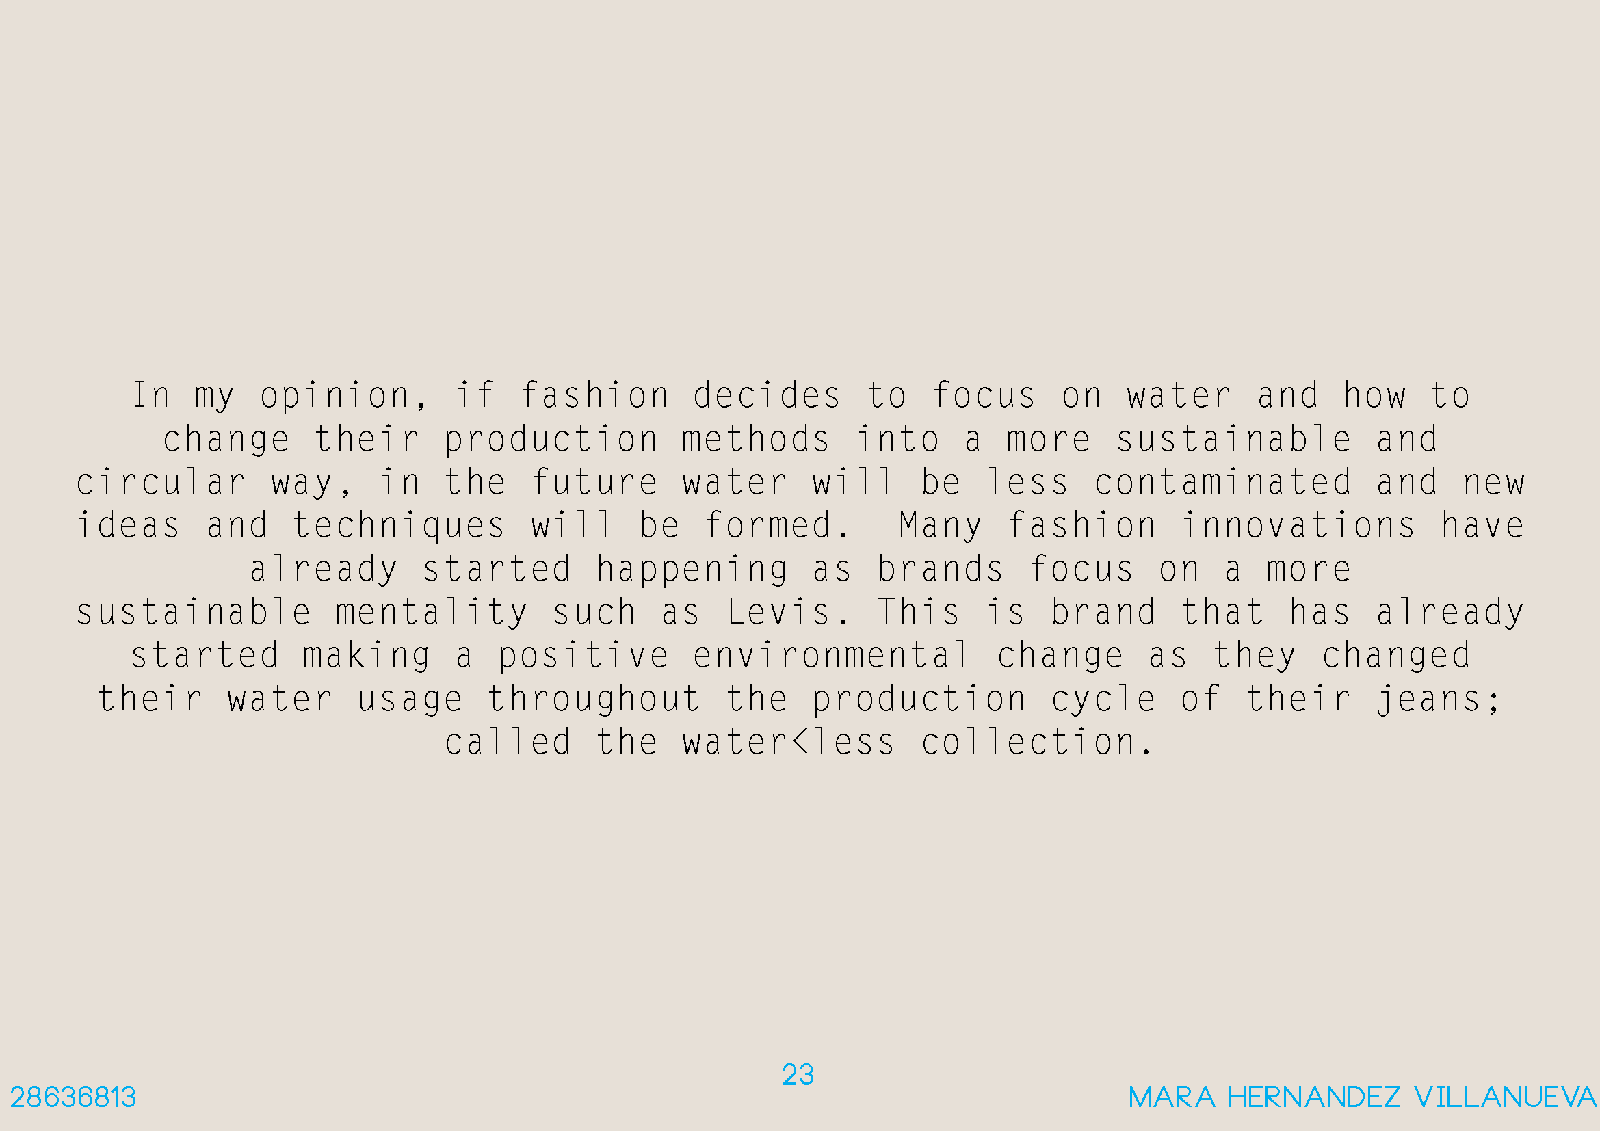 In my opinion, if fashion decides to focus on water and how to
change their production methods into a more sustainable and
circular way, in the future water will be less contaminated and new
ideas and techniques will be formed. Many fashion innovations have
already started happening as brands focus on a more
sustainable mentality such as Levis. This is brand that has already
started making a positive environmental change as they changed
their water usage throughout the production cycle of their jeans;
called the water<less collection.
23
28636813
MARA HERNANDEZ VILLANUEVA